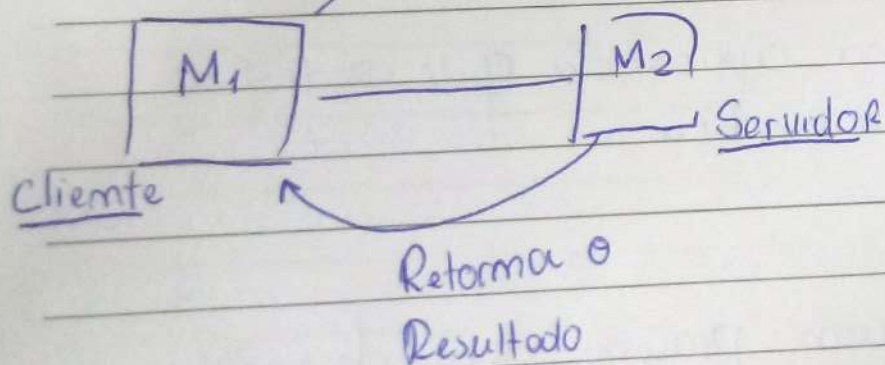 M1
M2
Servidor
Cliente
Retorna o
Resultado